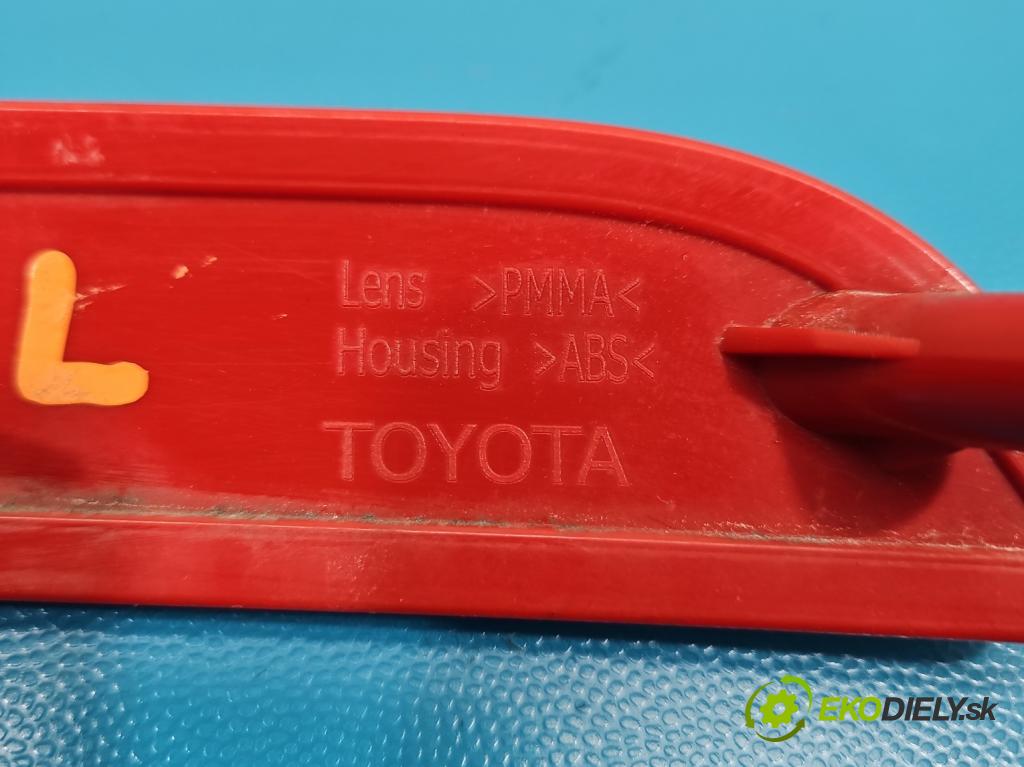 L
Lens >PMMA<
Housing >ABS<
TOYOTA
EKODIELY.sk